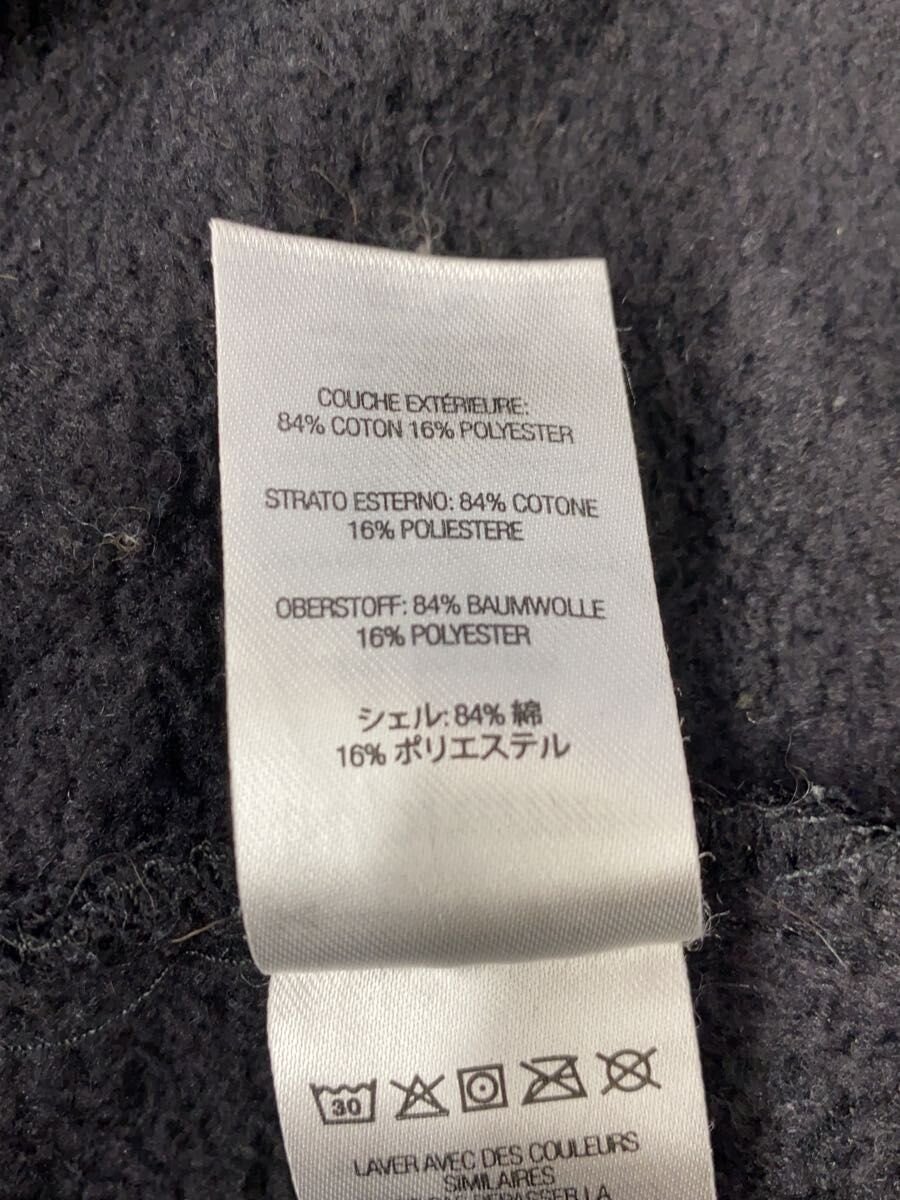 COUCHE EXTÉRIEURE:
84% COTON 16% POLYESTER
STRATO ESTERNO: 84% COTONE
16% POLIESTERE
OBERSTOFF: 84% BAUMWOLLE
16% POLYESTER
シェル: 84% 綿
16% ポリエステル
30
LAVER AVEC DES COULEURS
SIMILAIRES